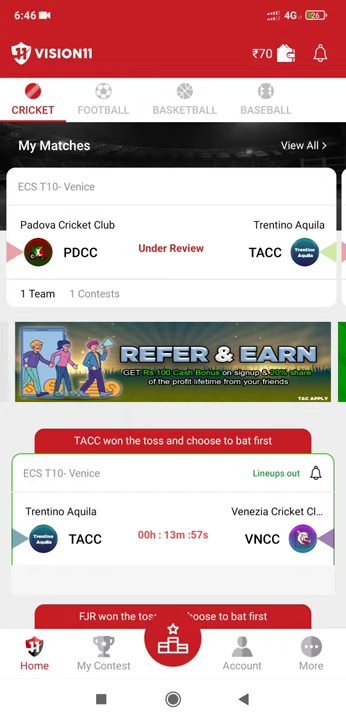 6:46
4G
26
VISION11
₹70
CRICKET
FOOTBALL
BASKETBALL
BASEBALL
My Matches
View All >
ECS T10- Venice
Padova Cricket Club
Trentino Aquila
PDCC
Under Review
TACC
Trentino Aquila
1 Team
1 Contests
REFER & EARN
GET Rs.100 Cash Bonus on signup & 20% share
of the profit lifetime from your friends
T&C APPLY
TACC won the toss and choose to bat first
ECS T10- Venice
Lineups out
Trentino Aquila
Venezia Cricket Cl...
Trentino Aquila
TACC
00h : 13m :57s
VNCC
FJR won the toss
choose to bat first
Home
My Contest
Account
More